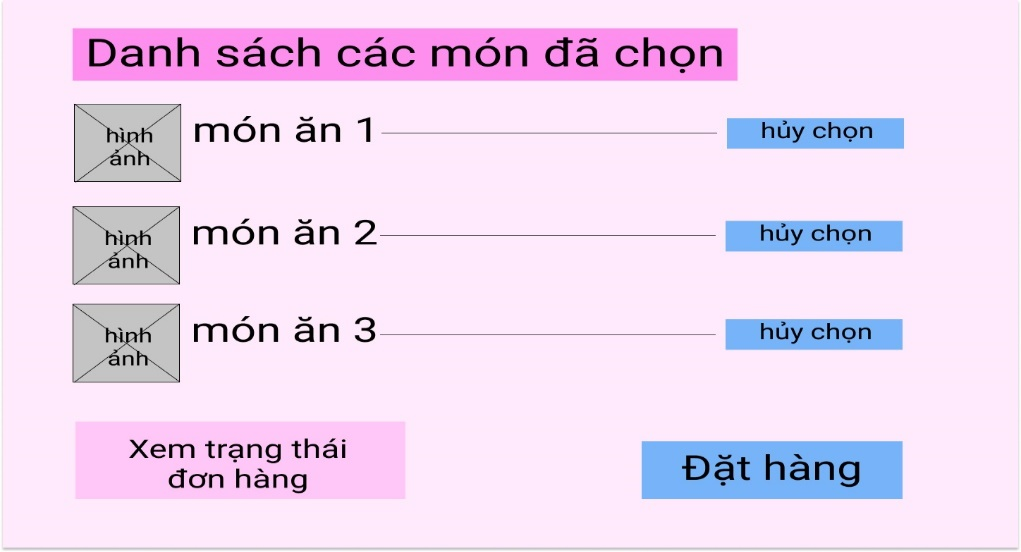 Danh sách các món đã chọn
hình
ảnh
món ăn 1
hủy chọn
hình
ảnh
món ăn 2
hủy chọn
hình
ảnh
món ăn 3
hủy chọn
Xem trạng thái
đơn hàng
Đặt hàng